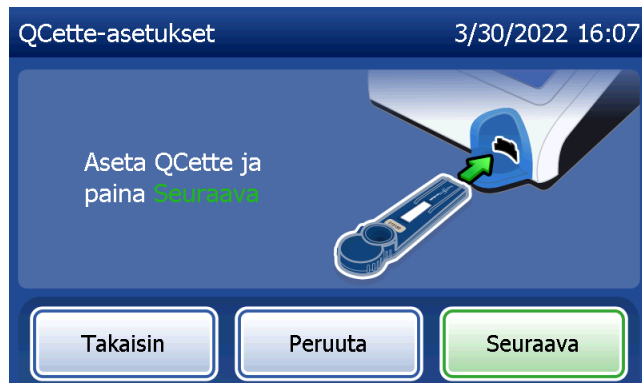 QCette-asetukset 3/30/2022 16:07
Aseta QCette ja
paina Seuraava
Takaisin Peruuta Seuraava